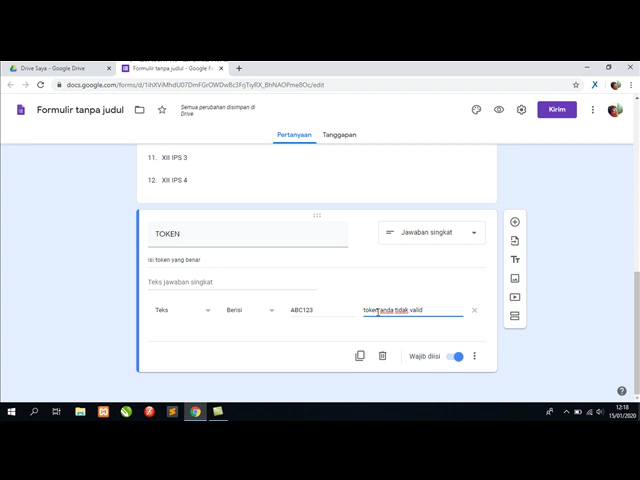 Drive Saya - Google Drive
Formulir tanpa judul - Google F
docs.google.com/forms/d/
/edit
Formulir tanpa judul
Semua perubahan disimpan di
Drive
Kirim
Pertanyaan
Tanggapan
11. XII IPS 3
12. XII IPS 4
TOKEN
Jawaban singkat
isi token yang benar
Teks jawaban singkat
Teks
Berisi
ABC123
token anda tidak valid
Wajib diisi
12:18
15/01/2020